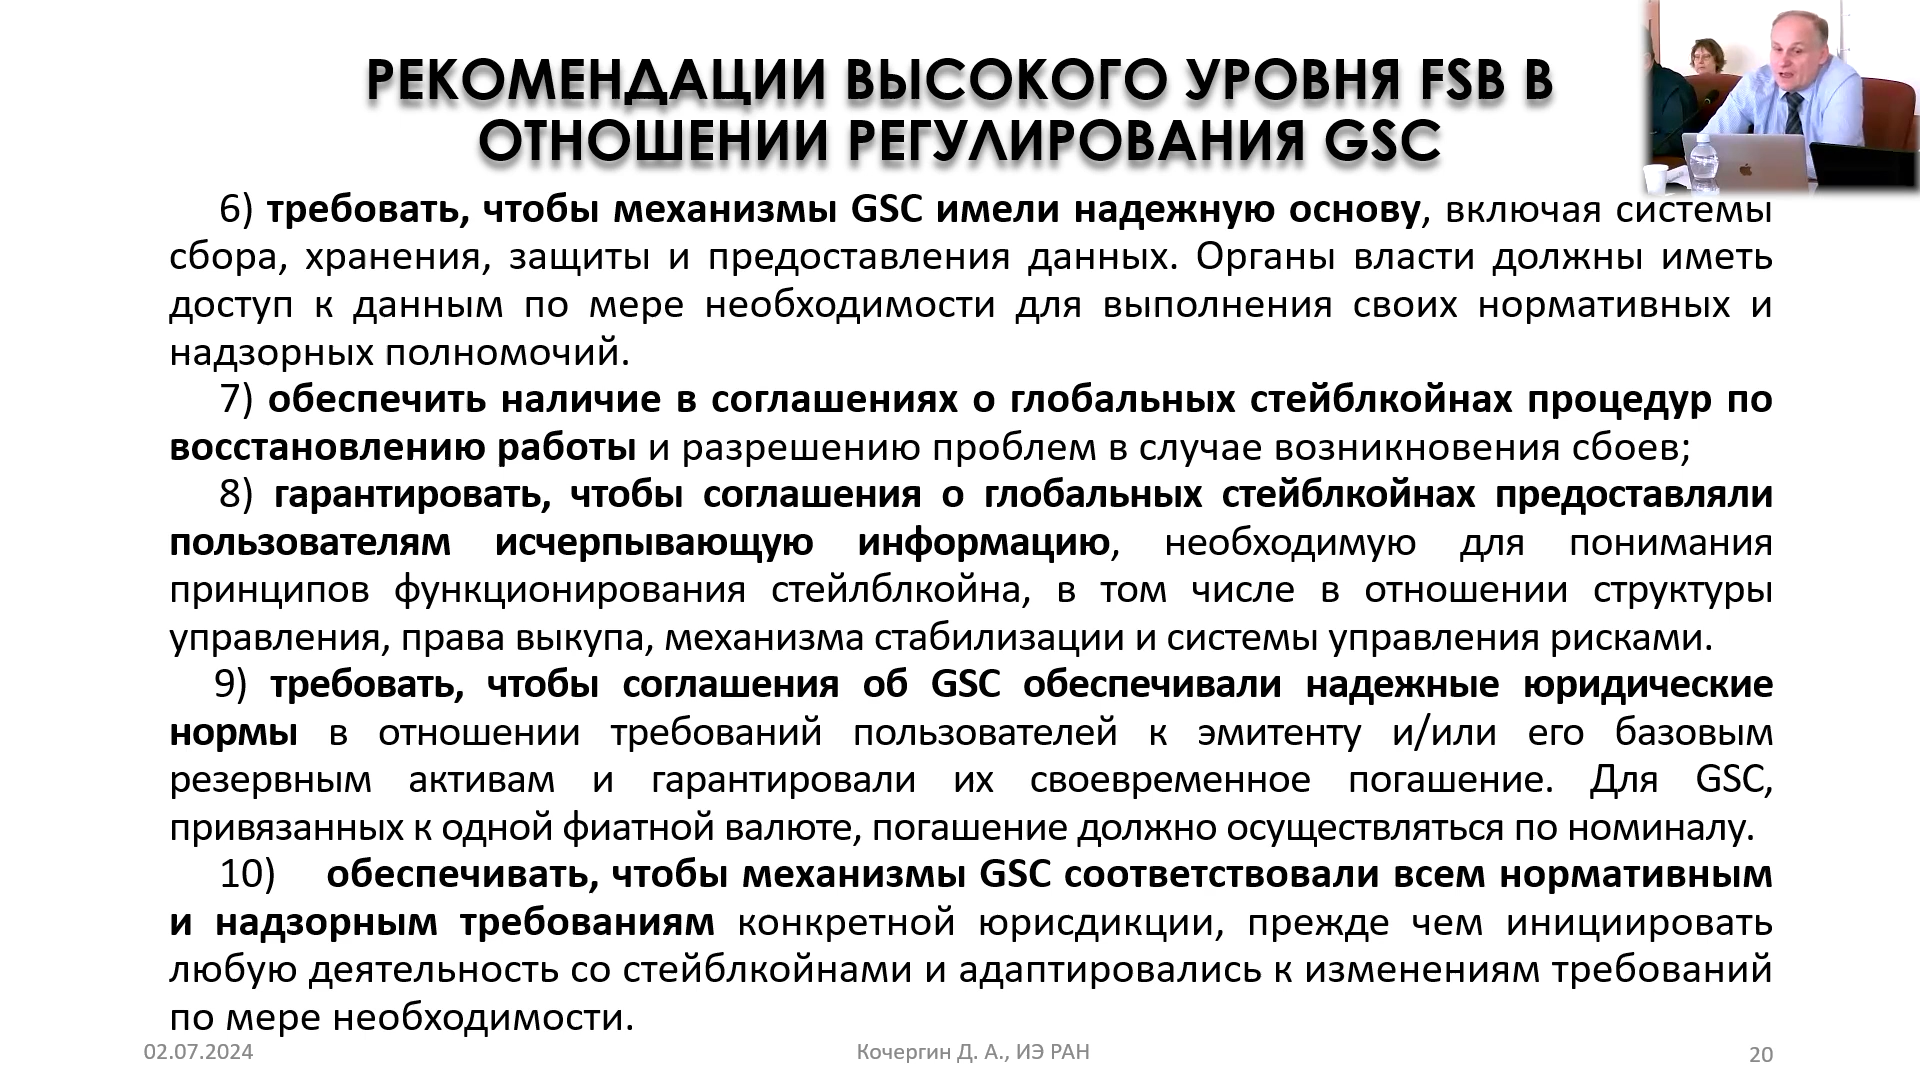 РЕКОМЕНДАЦИИ ВЫСОКОГО УРОВНЯ FSB В
ОТНОШЕНИИ РЕГУЛИРОВАНИЯ GSC
6) требовать, чтобы механизмы GSC имели надежную основу, включая системы
сбора, хранения, защиты и предоставления данных. Органы власти должны иметь
доступ к данным по мере необходимости для выполнения своих нормативных и
надзорных полномочий.
7) обеспечить наличие в соглашениях о глобальных стейблкойнах процедур по
восстановлению работы и разрешению проблем в случае возникновения сбоев;
8) гарантировать, чтобы соглашения о глобальных стейблкойнах предоставляли
пользователям исчерпывающую информацию, необходимую для понимания
принципов функционирования стейлблкойна, в том числе в отношении структуры
управления, права выкупа, механизма стабилизации и системы управления рисками.
9) требовать, чтобы соглашения об GSC обеспечивали надежные юридические
нормы в отношении требований пользователей к эмитенту и/или его базовым
резервным активам и гарантировали их своевременное погашение. Для GSC,
привязанных к одной фиатной валюте, погашение должно осуществляться по номиналу.
10) обеспечивать, чтобы механизмы GSC соответствовали всем нормативным
и надзорным требованиям конкретной юрисдикции, прежде чем инициировать
любую деятельность со стейблкойнами и адаптировались к изменениям требований
по мере необходимости.
02.07.2024
Кочергин Д. А., ИЭ РАН
20